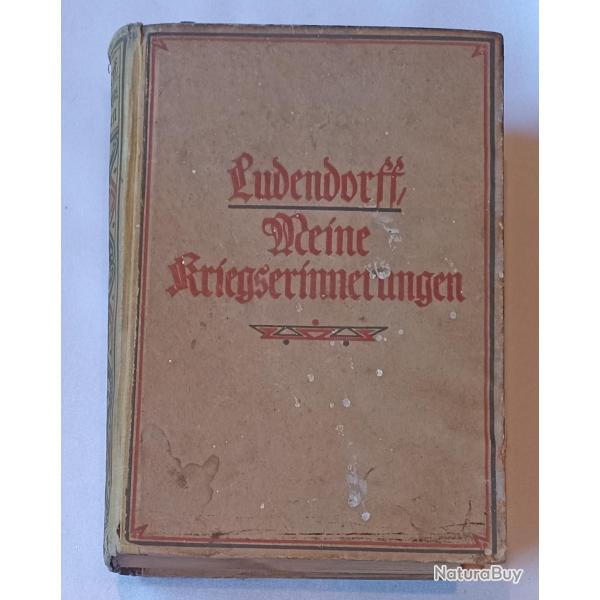 Ludendorff/
Meine
Kriegserinnerungen
NaturaBuy